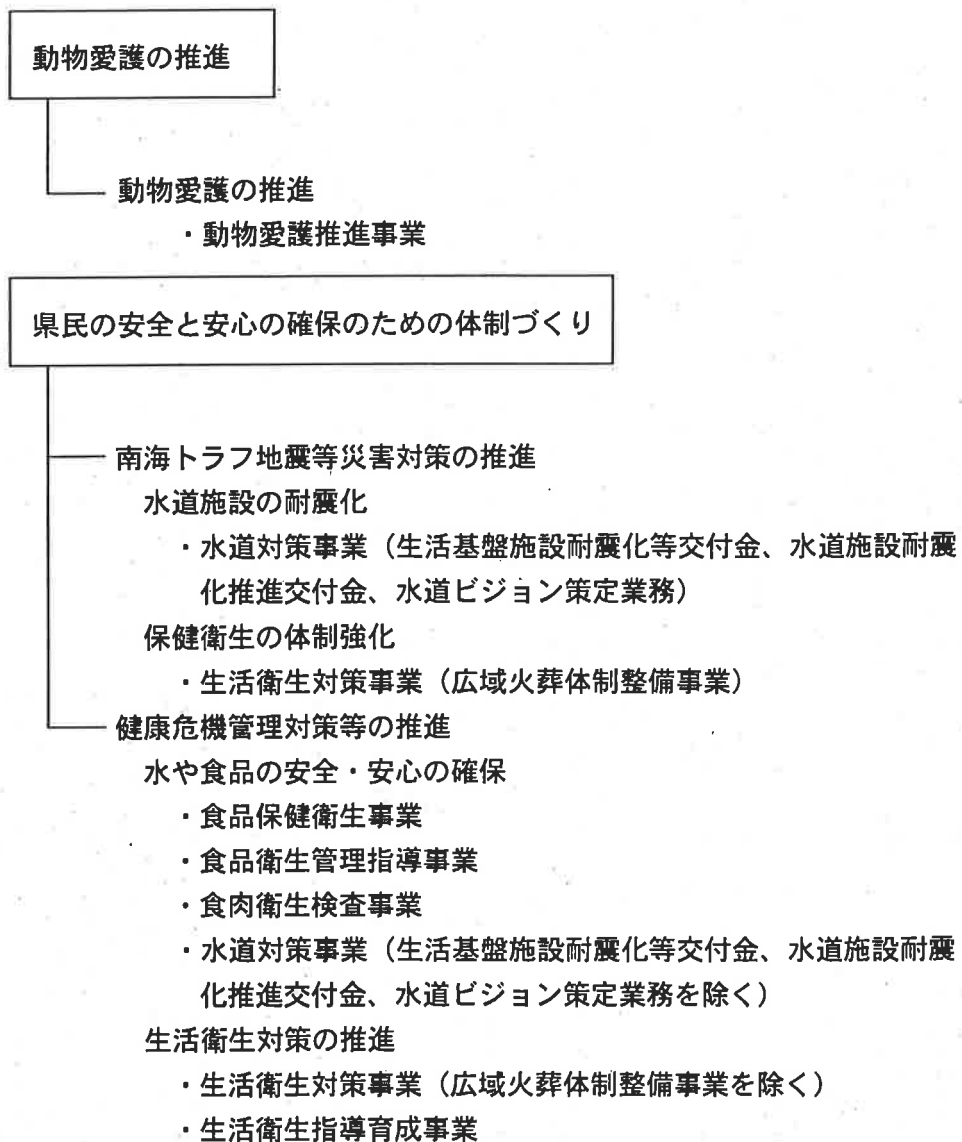 動物愛護の推進
動物愛護の推進
・動物愛護推進事業
県民の安全と安心の確保のための体制づくり
南海トラフ地震等災害対策の推進
水道施設の耐震化
・水道対策事業（生活基盤施設耐震化等交付金、水道施設耐震
化推進交付金、水道ビジョン策定業務）
保健衛生の体制強化
・生活衛生対策事業（広域火葬体制整備事業）
健康危機管理対策等の推進
水や食品の安全・安心の確保
・食品保健衛生事業
・食品衛生管理指導事業
・食肉衛生検査事業
・水道対策事業（生活基盤施設耐震化等交付金、水道施設耐震
化推進交付金、水道ビジョン策定業務を除く）
生活衛生対策の推進
・生活衛生対策事業（広域火葬体制整備事業を除く）
・生活衛生指導育成事業